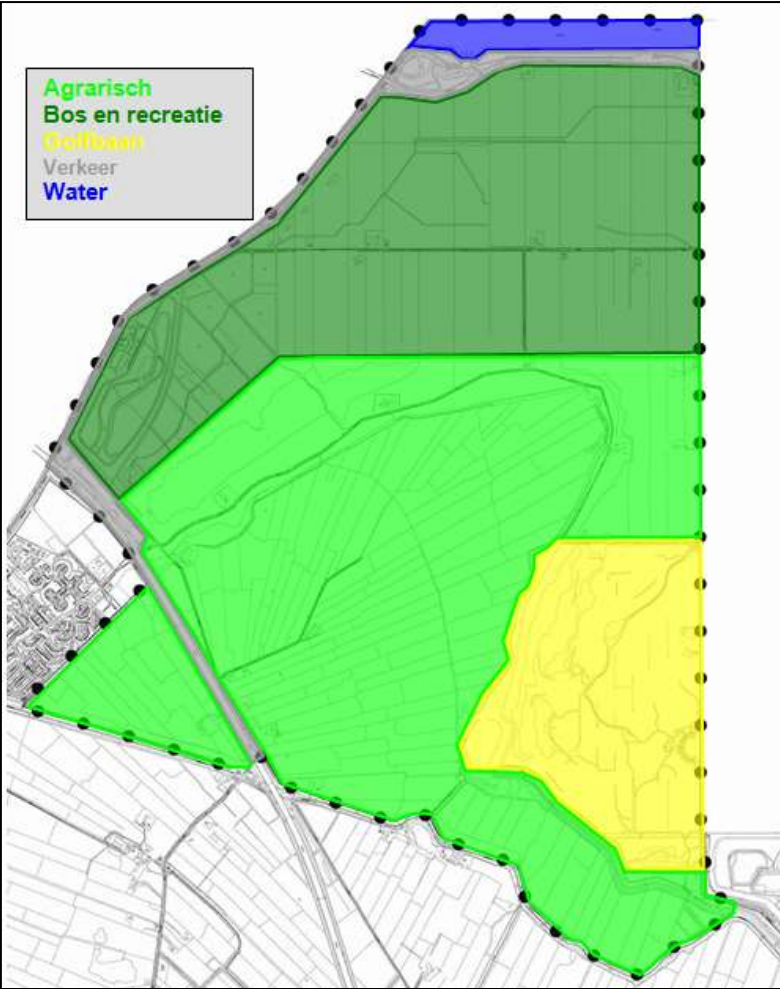 Agrarisch
Bos en recreatie
Golfbaan
Verkeer
Water